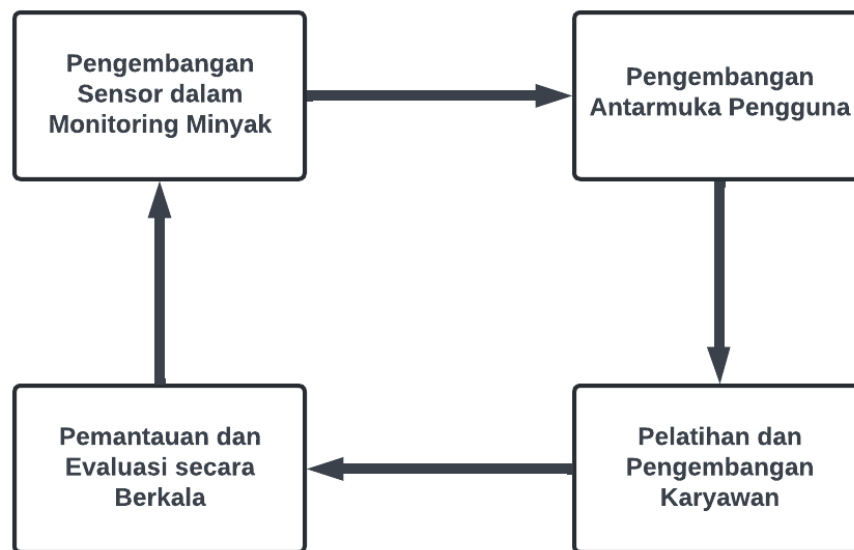 Pengembangan
Sensor dalam
Monitoring Minyak
Pengembangan
Antarmuka Pengguna
Pelatihan dan
Pengembangan
Karyawan
Pemantauan dan
Evaluasi secara
Berkala